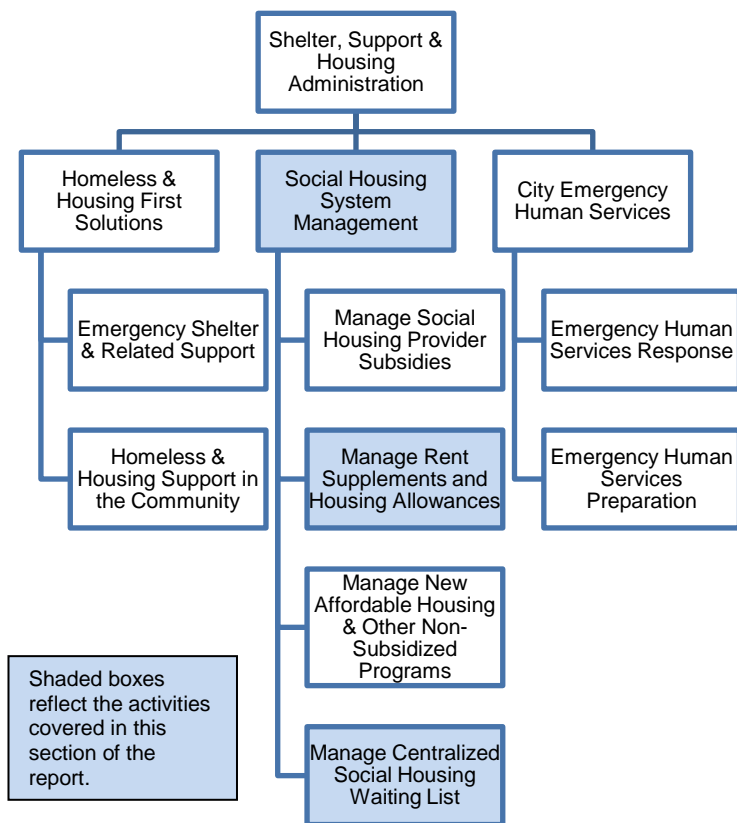 Shelter, Support &
Housing
Administration
Homeless &
Housing First
Solutions
Social Housing
System
Management
City Emergency
Human Services
Emergency Shelter
& Related Support
Homeless &
Housing Support in
the Community
Manage Social
Housing Provider
Subsidies
Manage Rent
Supplements and
Housing Allowances
Manage New
Affordable Housing
& Other Non-
Subsidized
Programs
Manage Centralized
Social Housing
Waiting List
Emergency Human
Services Response
Emergency Human
Services
Preparation
Shaded boxes
reflect the activities
covered in this
section of the
report.